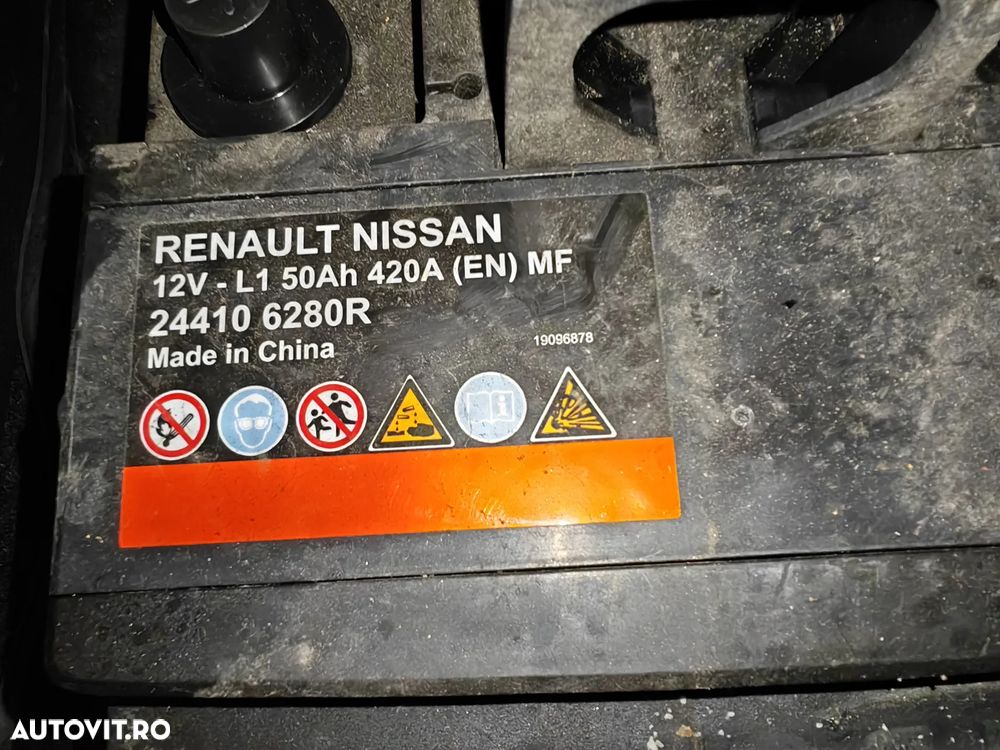 RENAULT NISSAN
12V - L1 50Ah 420A (EN) MF
24410 6280R
Made in China
19096878
AUTOVIT.RO